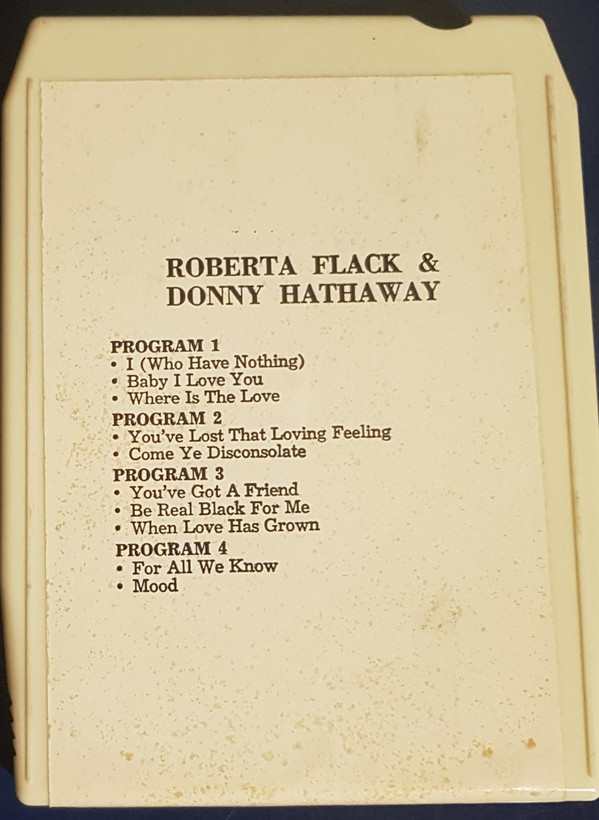 ROBERTA FLACK &
DONNY HATHAWAY
PROGRAM 1
• I (Who Have Nothing)
• Baby I Love You
• Where Is The Love
PROGRAM 2
• You've Lost That Loving Feeling
• Come Ye Disconsolate
PROGRAM 3
• You've Got A Friend
• Be Real Black For Me
• When Love Has Grown
PROGRAM 4
• For All We Know
• Mood